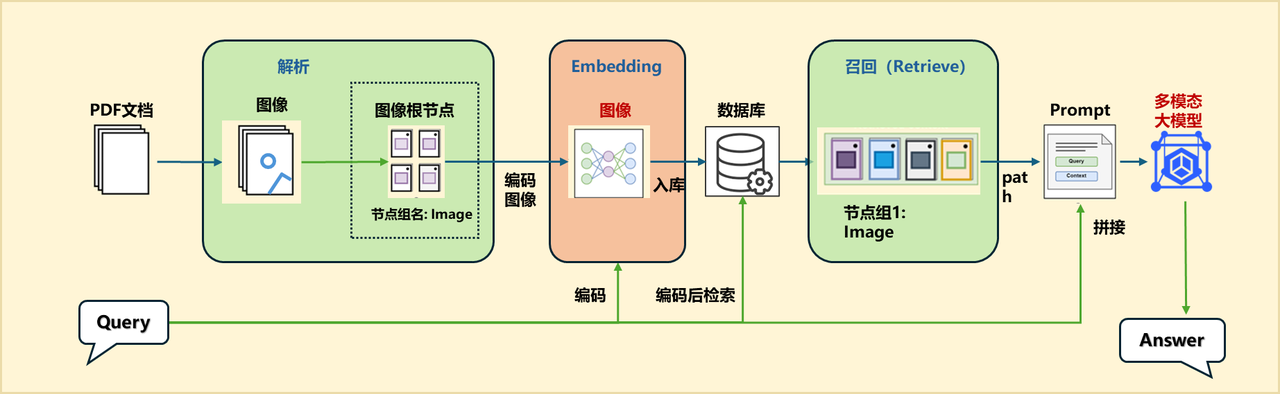 解析
Embedding
召回（Retrieve）
PDF文档
图像
图像根节点
图像
数据库
Prompt
多模态
大模型
Query
Context
编码
图像
入库
path
节点组名: Image
节点组1:
Image
拼接
编码
编码后检索
Query
Answer